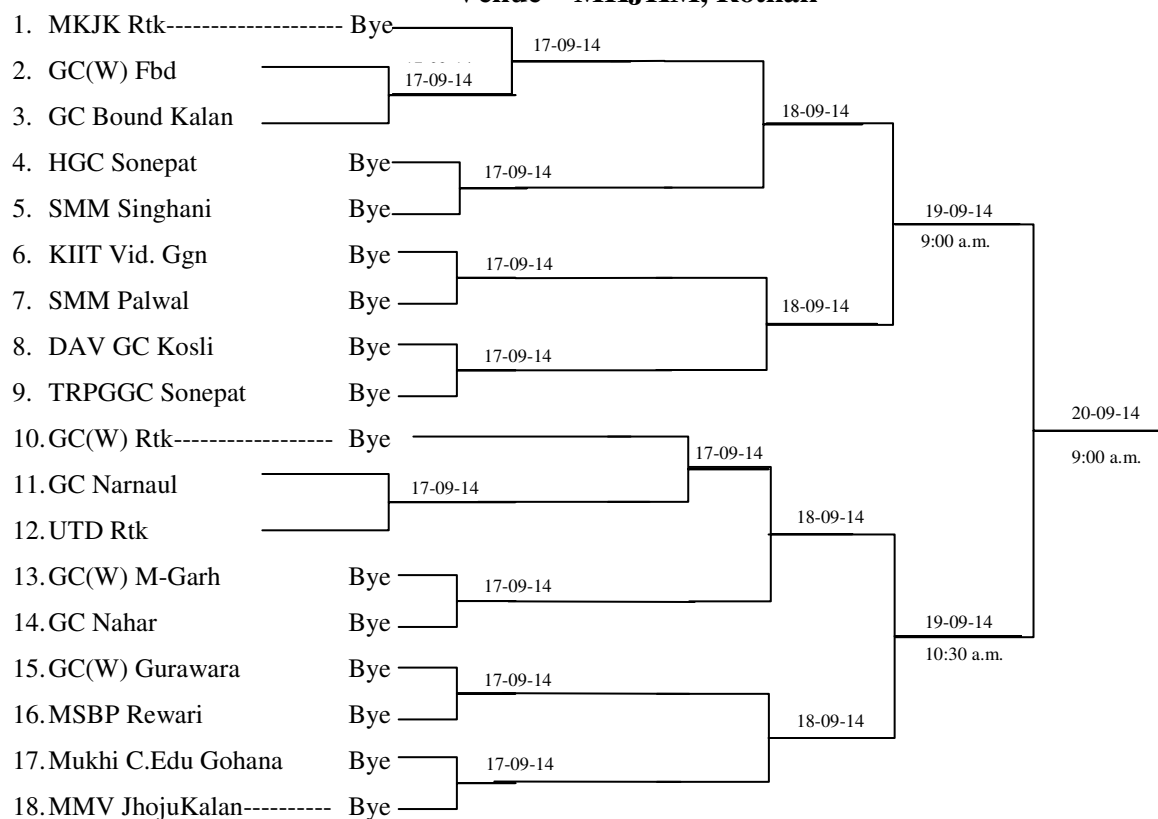 1. MKJK Rtk------------------- Bye
17-09-14
2. GC(W) Fbd
17-09-14
3. GC Bound Kalan
18-09-14
4. HGC Sonepat Bye
17-09-14
5. SMM Singhani Bye
19-09-14
9:00 a.m.
6. KIIT Vid. Ggn Bye
17-09-14
7. SMM Palwal Bye
18-09-14
8. DAV GC Kosli Bye
17-09-14
9. TRPGGC Sonepat Bye
20-09-14
9:00 a.m.
10. GC(W) Rtk----------------- Bye
17-09-14
11. GC Narnaul
17-09-14
12. UTD Rtk
18-09-14
13. GC(W) M-Garh Bye
17-09-14
14. GC Nahar Bye
19-09-14
10:30 a.m.
15. GC(W) Gurawara Bye
17-09-14
16. MSBP Rewari Bye
18-09-14
17. Mukhi C.Edu Gohana Bye
17-09-14
18. MMV JhojuKalan---------- Bye